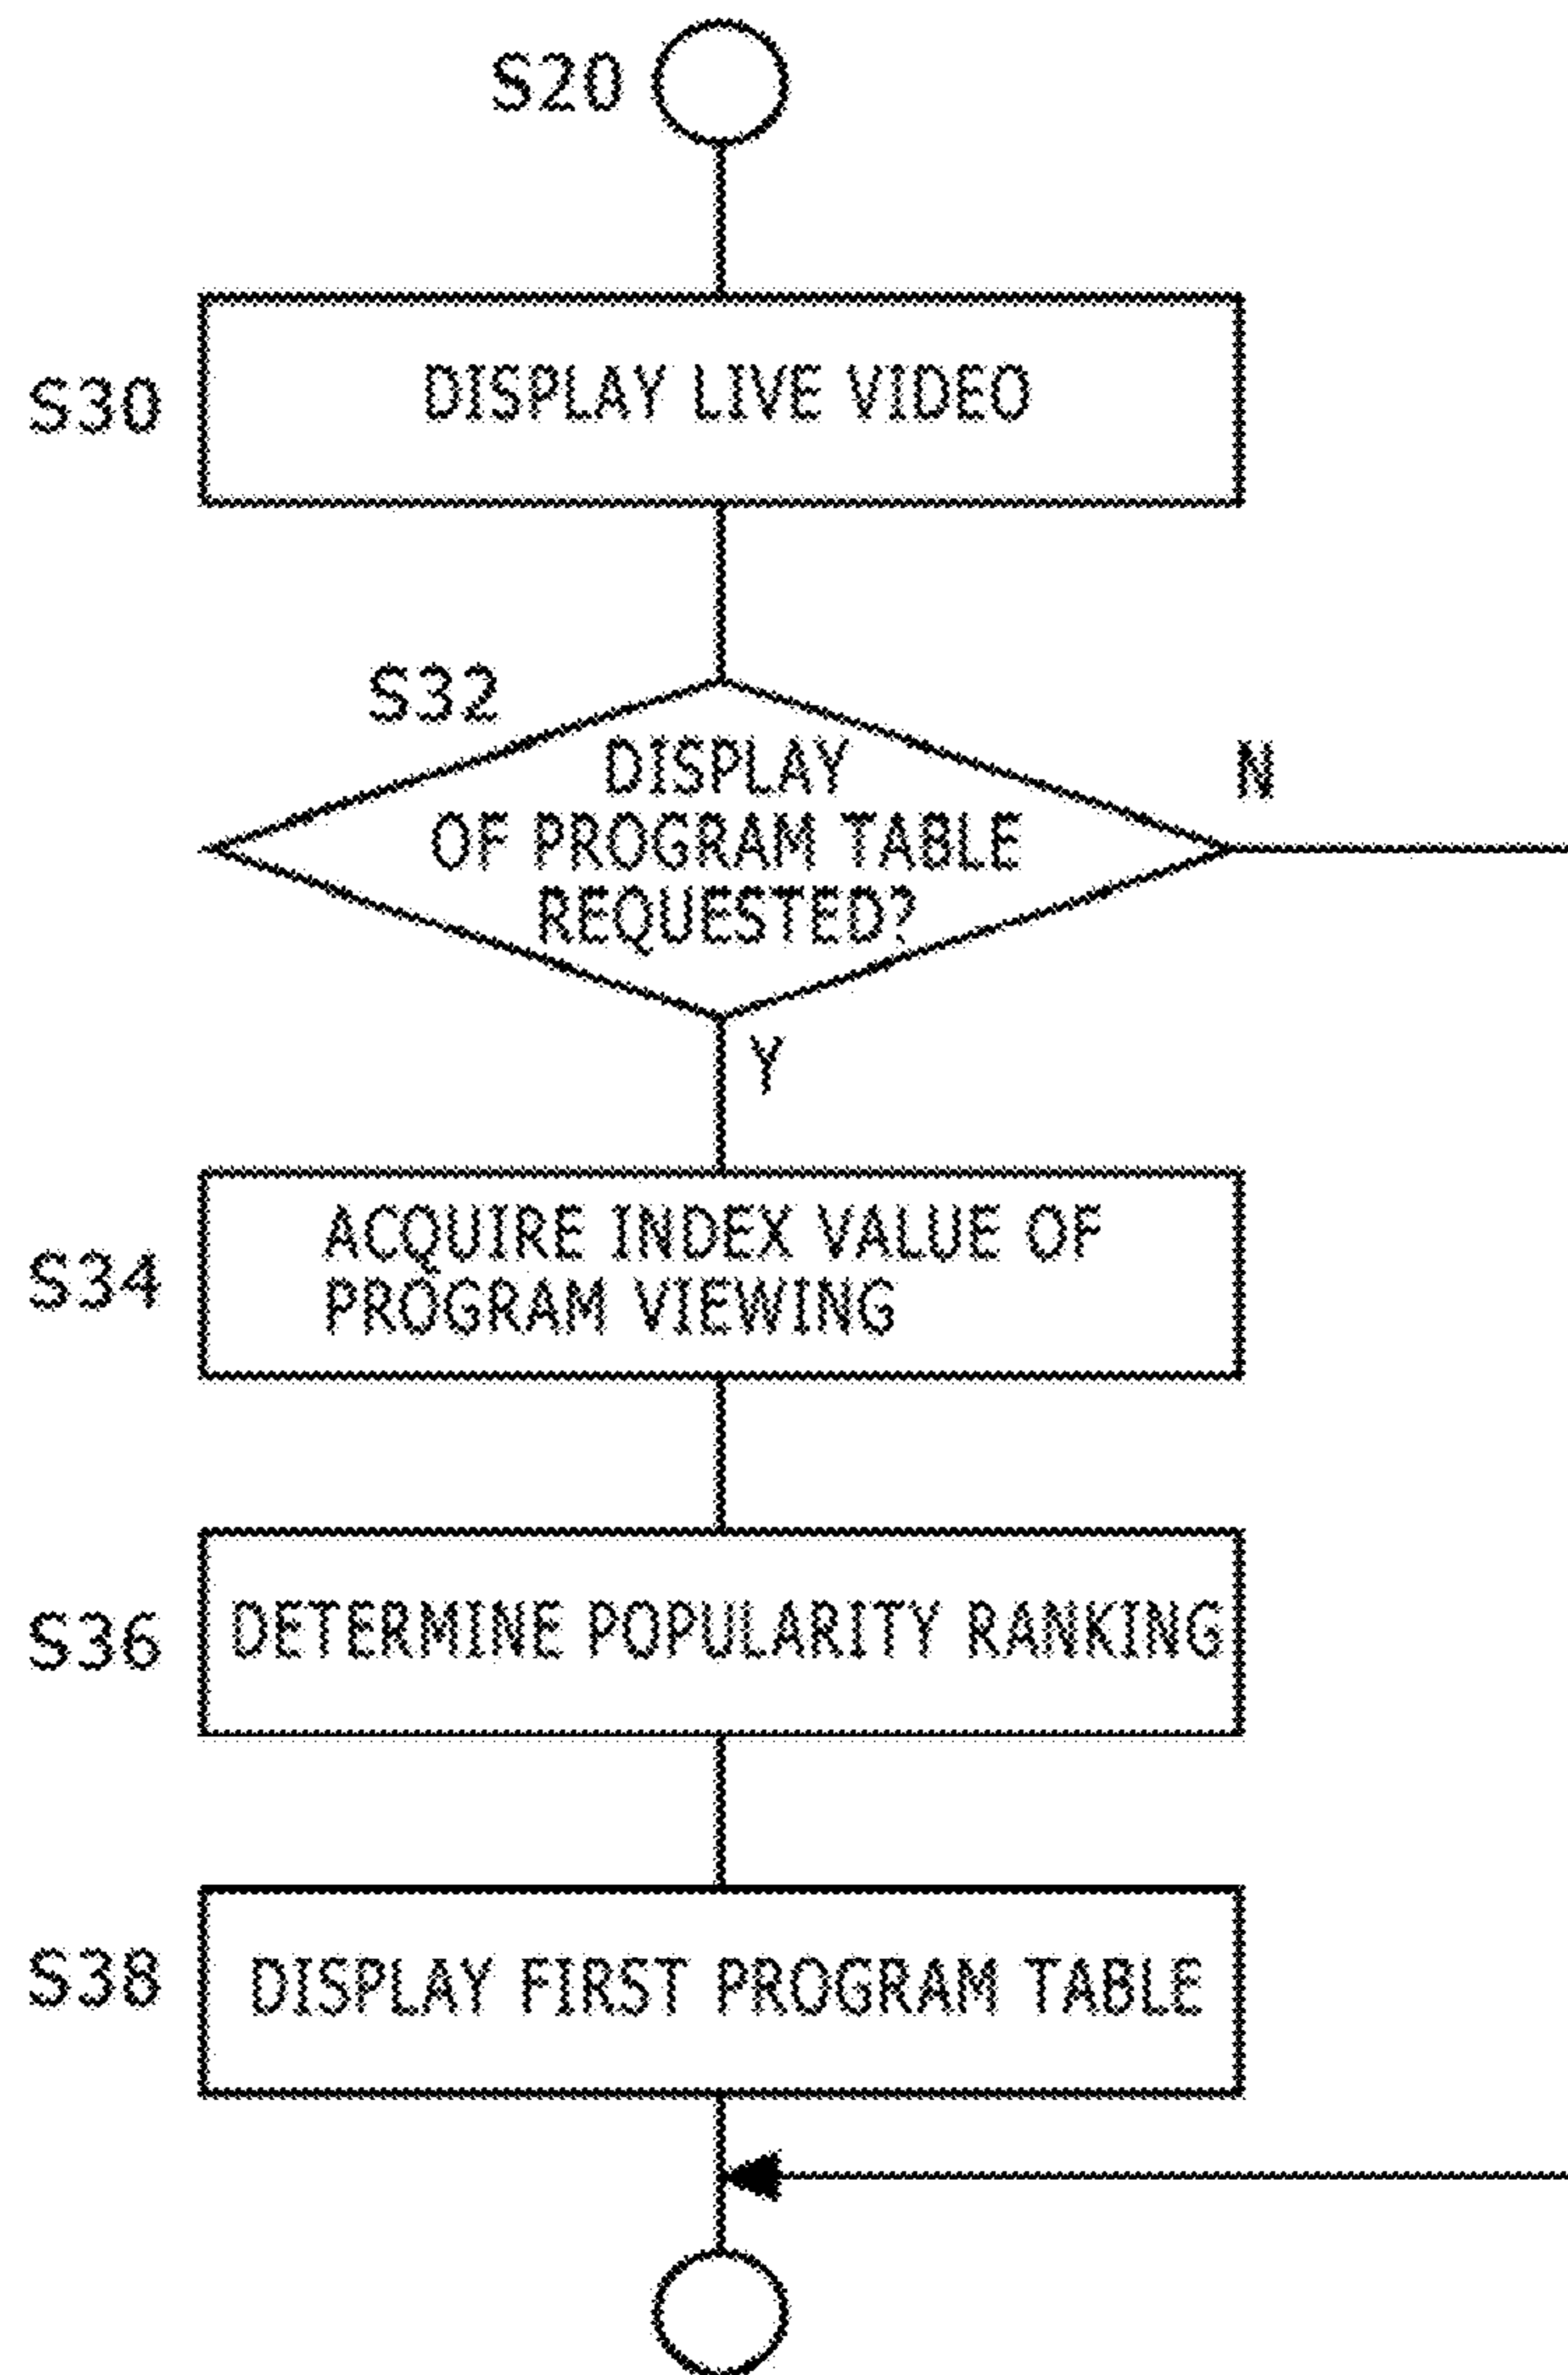 S20
S30
DISPLAY LIVE VIDEO
S32
DISPLAY
OF PROGRAM TABLE
REQUESTED?
N
Y
S34
ACQUIRE INDEX VALUE OF
PROGRAM VIEWING
S36
DETERMINE POPULARITY RANKING
S38
DISPLAY FIRST PROGRAM TABLE